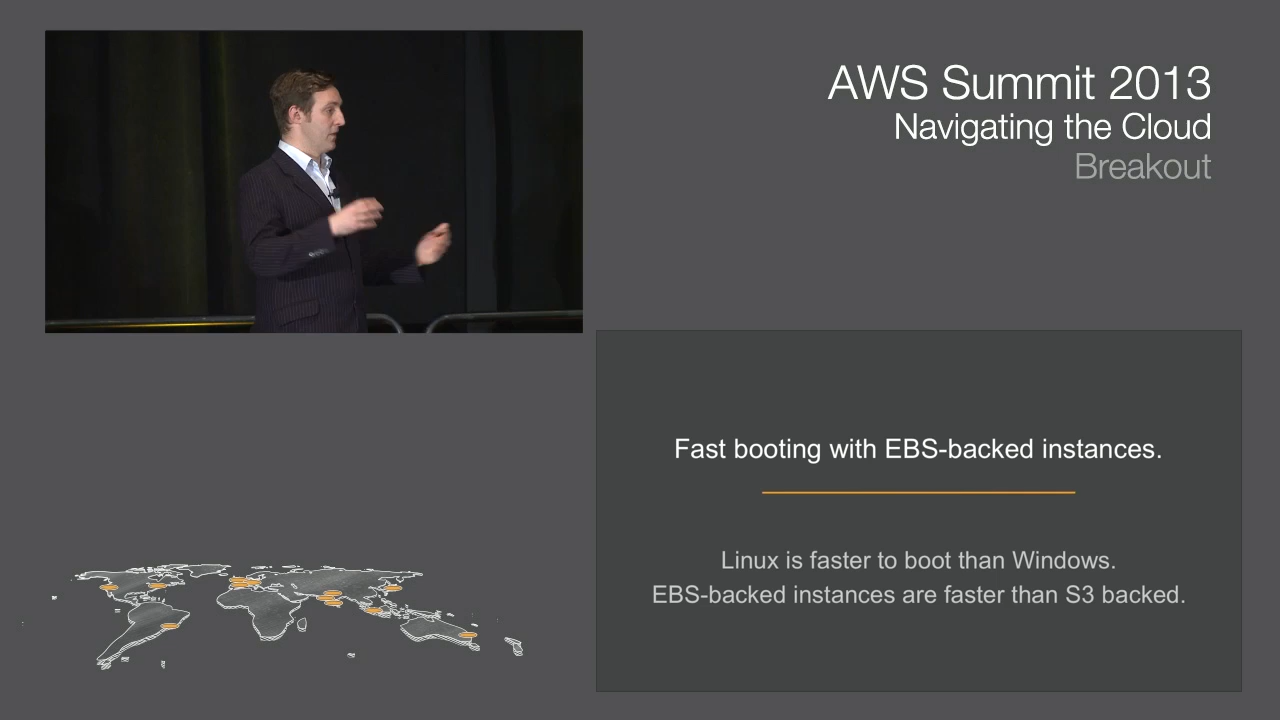 AWS Summit 2013
Navigating the Cloud
Breakout
Fast booting with EBS-backed instances.
Linux is faster to boot than Windows.
EBS-backed instances are faster than S3 backed.